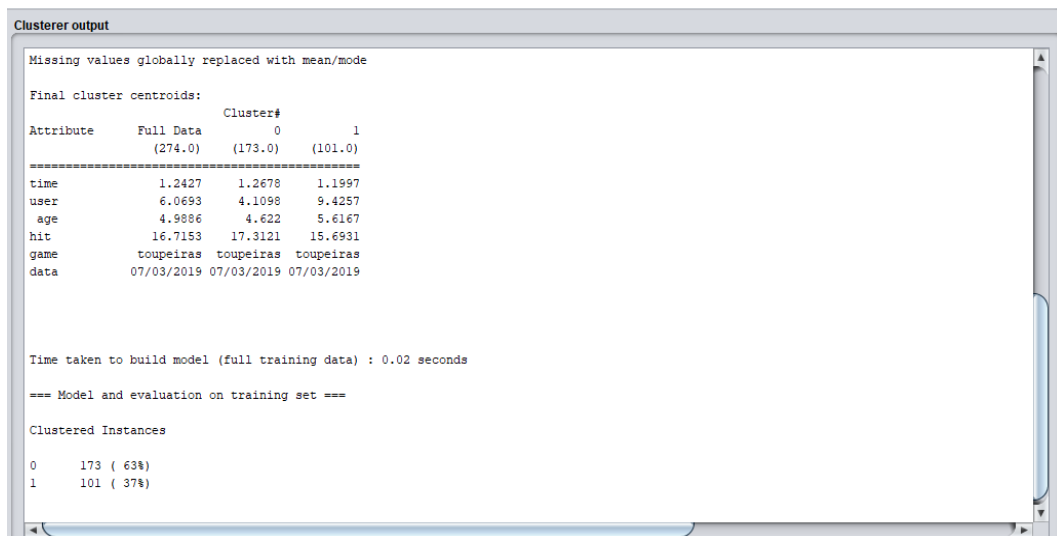 Clusterer output
Missing values globally replaced with mean/mode
Final cluster centroids:
Cluster#
Attribute Full Data 0 1
(274.0) (173.0) (101.0)
================================================
time 1.2427 1.2678 1.1997
user 6.0693 4.1098 9.4257
age 4.9886 4.622 5.6167
hit 16.7153 17.3121 15.6931
game toupeiras toupeiras toupeiras
data 07/03/2019 07/03/2019 07/03/2019
Time taken to build model (full training data) : 0.02 seconds
=== Model and evaluation on training set ===
Clustered Instances
0 173 ( 63%)
1 101 ( 37%)